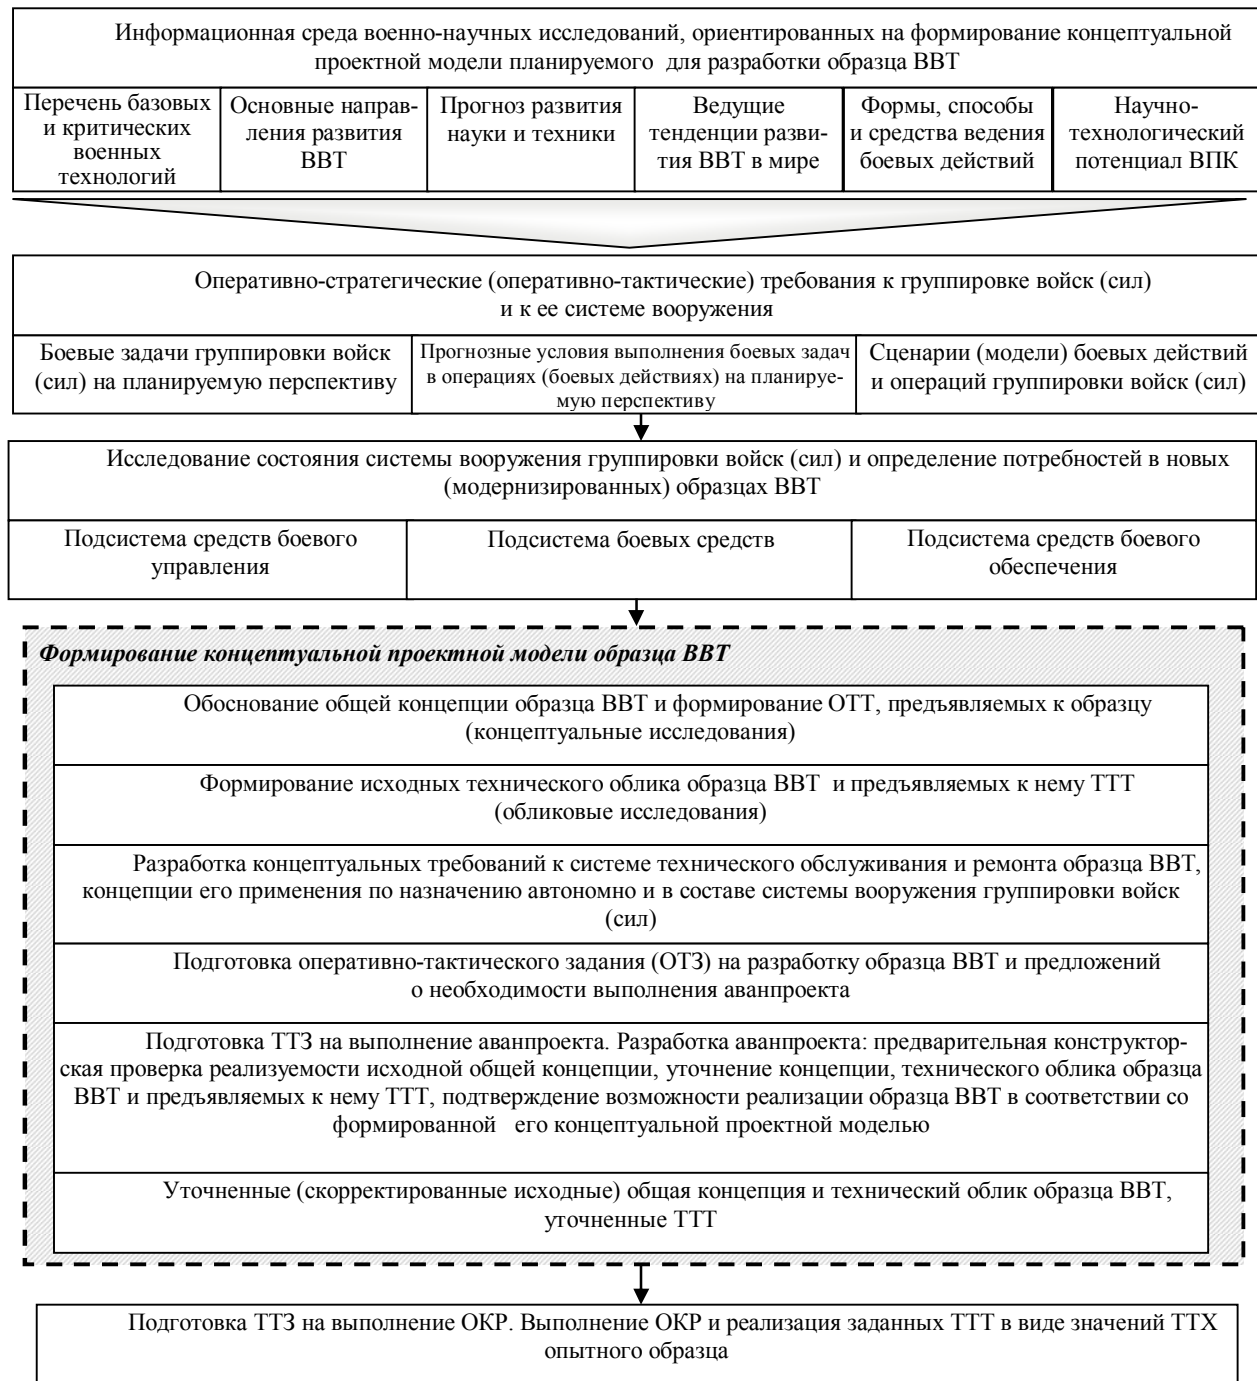 Информационная среда военно-научных исследований, ориентированных на формирование концептуальной
проектной модели планируемого для разработки образца ВВТ
Перечень базовых
и критических
военных
технологий
Основные направ-
ления развития
ВВТ
Прогноз развития
науки и техники
Ведущие
тенденции разви-
тия ВВТ в мире
Формы, способы
и средства ведения
боевых действий
Научно-
технологический
потенциал ВПК
Оперативно-стратегические (оперативно-тактические) требования к группировке войск (сил)
и к ее системе вооружения
Боевые задачи группировки войск
(сил) на планируемую перспективу
Прогнозные условия выполнения боевых задач
в операциях (боевых действиях) на планируе-
мую перспективу
Сценарии (модели) боевых действий
и операций группировки войск (сил)
Исследование состояния системы вооружения группировки войск (сил) и определение потребностей в новых
(модернизированных) образцах ВВТ
Подсистема средств боевого
управления
Подсистема боевых средств
Подсистема средств боевого
обеспечения
Формирование концептуальной проектной модели образца ВВТ
Обоснование общей концепции образца ВВТ и формирование ОТТ, предъявляемых к образцу
(концептуальные исследования)
Формирование исходных технического облика образца ВВТ и предъявляемых к нему ТТТ
(обликовые исследования)
Разработка концептуальных требований к системе технического обслуживания и ремонта образца ВВТ,
концепции его применения по назначению автономно и в составе системы вооружения группировки войск
(сил)
Подготовка оперативно-тактического задания (ОТЗ) на разработку образца ВВТ и предложений
о необходимости выполнения аванпроекта
Подготовка ТТЗ на выполнение аванпроекта. Разработка аванпроекта: предварительная конструктор-
ская проверка реализуемости исходной общей концепции, уточнение концепции, технического облика образца
ВВТ и предъявляемых к нему ТТТ, подтверждение возможности реализации образца ВВТ в соответствии со
формированной его концептуальной проектной моделью
Уточненные (скорректированные исходные) общая концепция и технический облик образца ВВТ,
уточненные ТТТ
Подготовка ТТЗ на выполнение ОКР. Выполнение ОКР и реализация заданных ТТТ в виде значений ТТХ
опытного образца